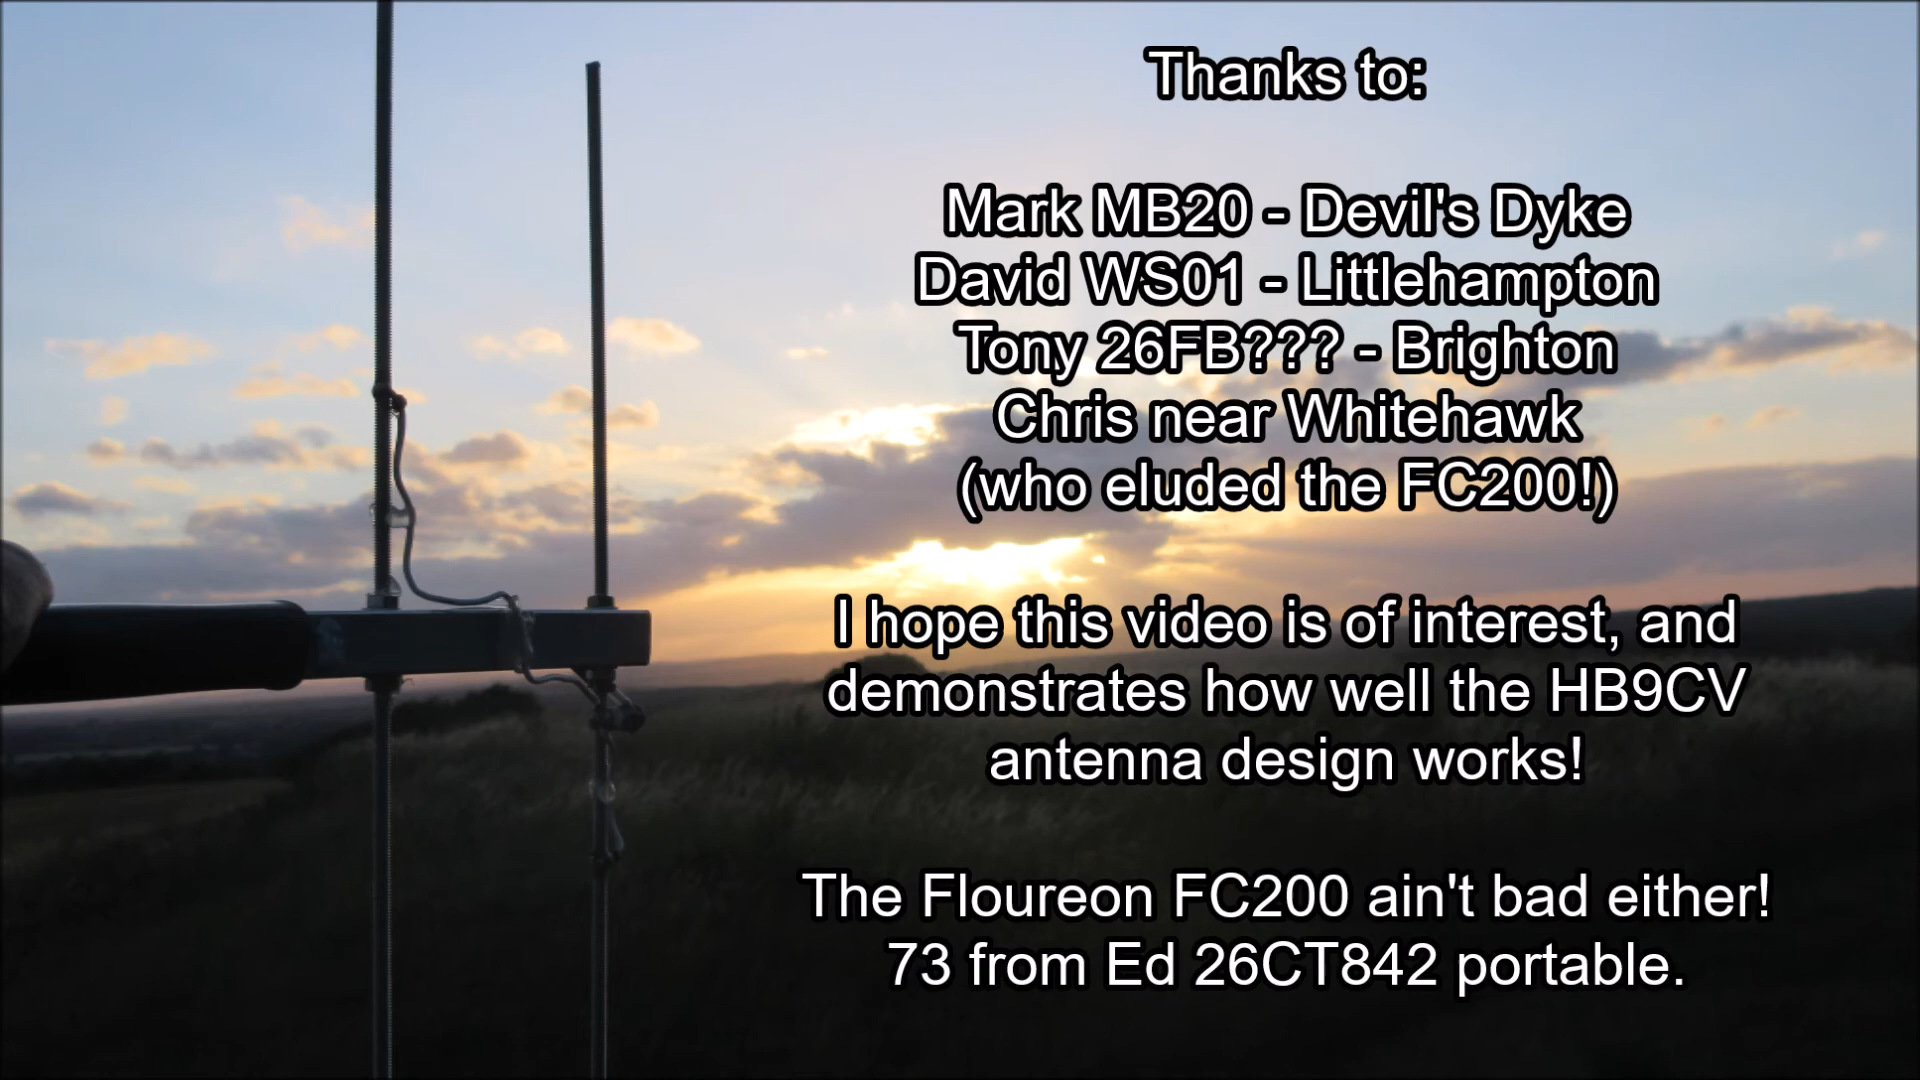 Thanks to:
Mark MB20 - Devil's Dyke
David WS01 - Littlehampton
Tony 26FB??? - Brighton
Chris near Whitehawk
(who eluded the FC200!)
I hope this video is of interest, and
demonstrates how well the HB9CV
antenna design works!
The Floureon FC200 ain't bad either!
73 from Ed 26CT842 portable.